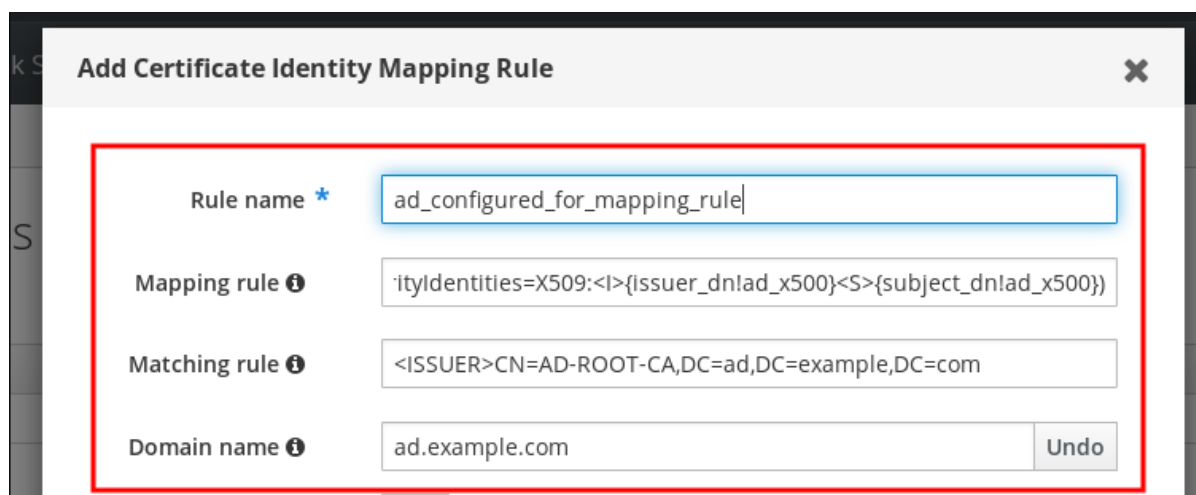 k S
Add Certificate Identity Mapping Rule
Rule name *
ad_configured_for_mapping_rule
S
Mapping rule
rityIdentities=X509:<I>{issuer_dn!ad_x500}<S>{subject_dn!ad_x500})
Matching rule
<ISSUER>CN=AD-ROOT-CA,DC=ad,DC=example,DC=com
Domain name
ad.example.com
Undo